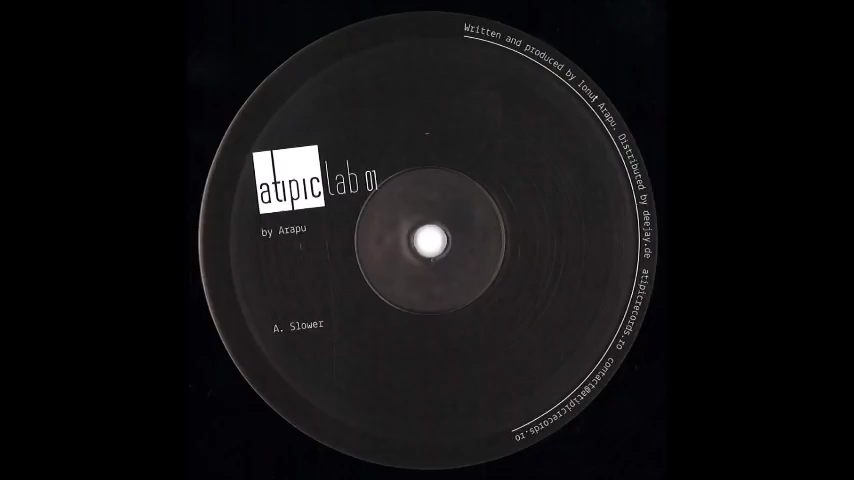 atipic lab 01
by Arapu
A. Slower
Written and produced by Ionuț Arapu. Distributed by deejay.de atipicrecords.ro contact@atipicrecords.ro